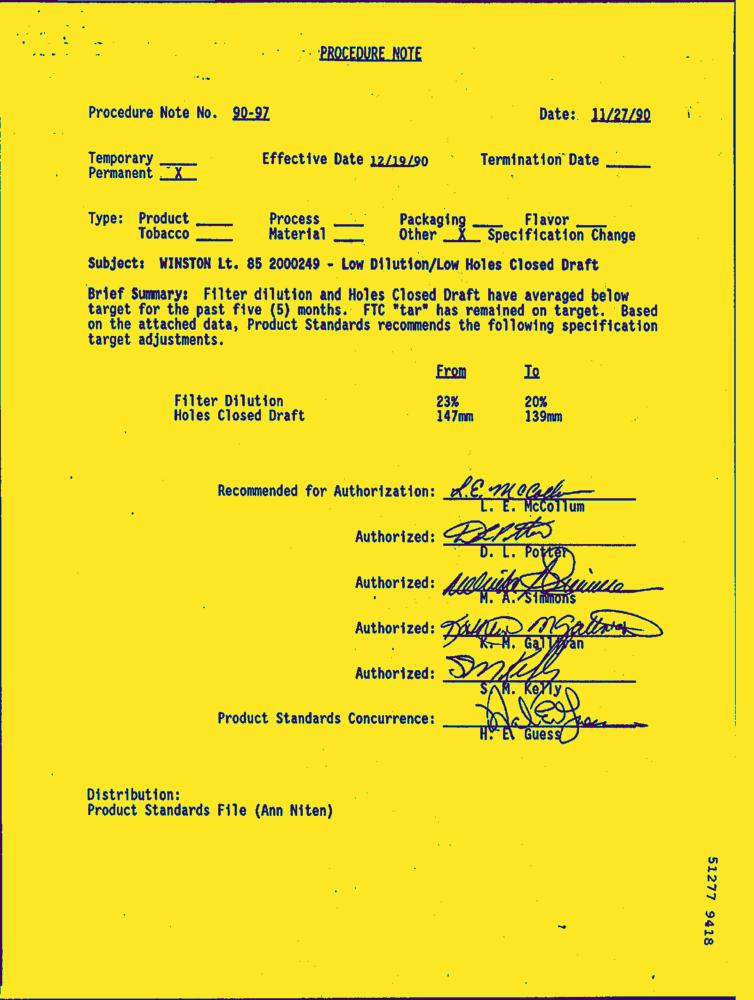 PROCEDURE NOTE
Procedure Note No. 90-97 Date: 11/27/90
Temporary ____ Effective Date 12/19/90 Termination Date ____
Permanent X
Type: Product ____ Process ____ Packaging ____ Flavor ____
Tobacco ____ Material ____ Other X Specification Change
Subject: WINSTON Lt. 85 2000249 - Low Dilution/Low Holes Closed Draft
Brief Summary: Filter dilution and Holes Closed Draft have averaged below
target for the past five (5) months. FTC "tar" has remained on target. Based
on the attached data, Product Standards recommends the following specification
target adjustments.
From To
Filter Dilution 23% 20%
Holes Closed Draft 147mm 139mm
Recommended for Authorization: L.E. McCollum
L. E. McCollum
Authorized: D L Potter
D. L. Potter
Authorized:
M. A. Simmons
Authorized:
K. M. Gallivan
Authorized: S M Kelly
S. M. Kelly
Product Standards Concurrence:
H. E. Guess
Distribution:
Product Standards File (Ann Niten)
51277 9418